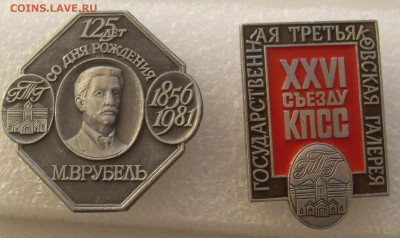 COINS.LAVE.RU
125 ЛЕТ
СО ДНЯ РОЖДЕНИЯ
ГТГ
1856
1981
М.ВРУБЕЛЬ
ГОСУДАРСТВЕННАЯ ТРЕТЬЯКОВСКАЯ ГАЛЕРЕЯ
XXVI
СЪЕЗДУ
КПСС
ГТГ